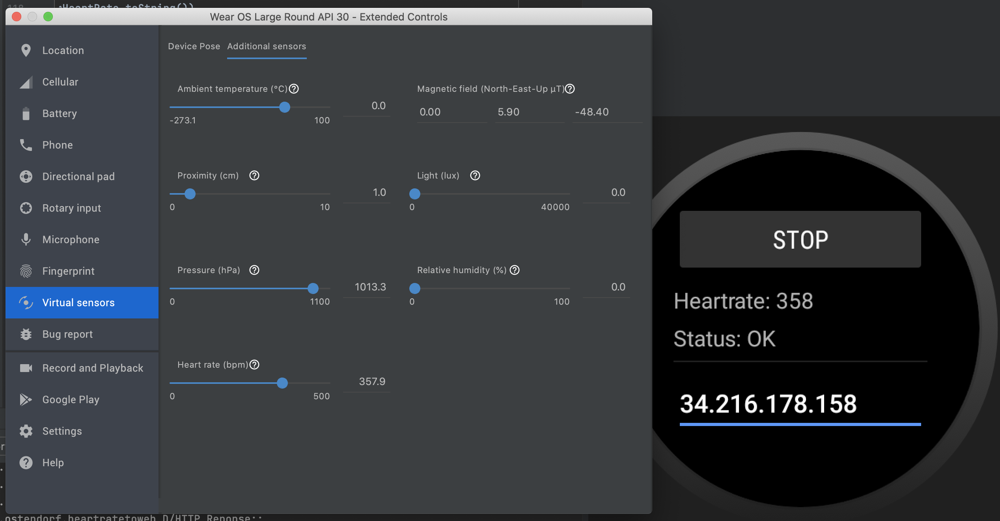 118 HeartRate.toString())
Wear OS Large Round API 30 - Extended Controls
Location
Cellular
Battery
Phone
Directional pad
Rotary input
Microphone
Fingerprint
Virtual sensors
Bug report
Record and Playback
Google Play
Settings
Help
Device Pose Additional sensors
Ambient temperature (°C)
0.0
-273.1 100
Magnetic field (North-East-Up µT)
0.00 5.90 -48.40
Proximity (cm)
1.0
0 10
Light (lux)
0.0
0 40000
Pressure (hPa)
1013.3
0 1100
Relative humidity (%)
0.0
0 100
Heart rate (bpm)
357.9
0 500
STOP
Heartrate: 358
Status: OK
34.216.178.158
.ostendorf.heartratetoweb D/HTTP Reponse::